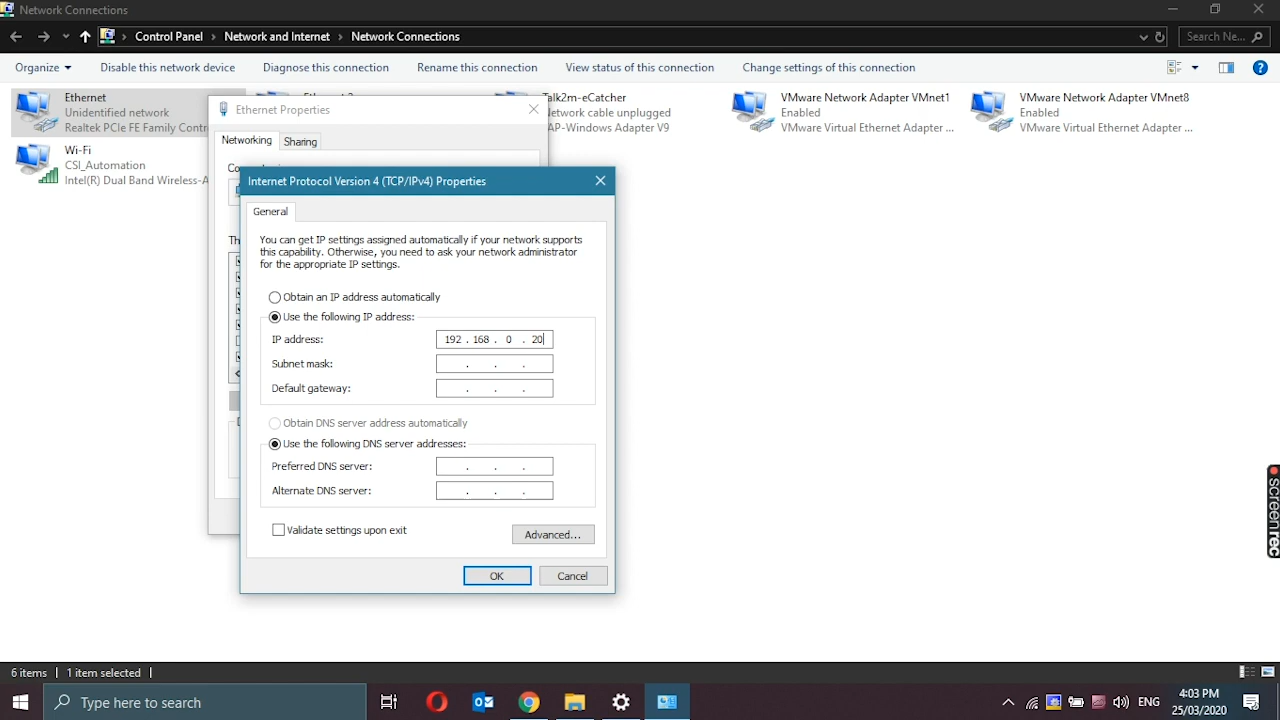 Network Connections
Control Panel > Network and Internet > Network Connections
Search Ne...
Organize
Disable this network device
Diagnose this connection
Rename this connection
View status of this connection
Change settings of this connection
Ethernet
Unidentified network
Realtek PCIe FE Family Contr
Talk2m-eCatcher
Network cable unplugged
TAP-Windows Adapter V9
VMware Network Adapter VMnet1
Enabled
VMware Virtual Ethernet Adapter ...
VMware Network Adapter VMnet8
Enabled
VMware Virtual Ethernet Adapter ...
Wi-Fi
CSI_Automation
Intel(R) Dual Band Wireless-A
Ethernet Properties
Networking
Sharing
Internet Protocol Version 4 (TCP/IPv4) Properties
General
You can get IP settings assigned automatically if your network supports
this capability. Otherwise, you need to ask your network administrator
for the appropriate IP settings.
Obtain an IP address automatically
Use the following IP address:
IP address:
192 . 168 . 0 . 20
Subnet mask:
. . .
Default gateway:
. . .
Obtain DNS server address automatically
Use the following DNS server addresses:
Preferred DNS server:
. . .
Alternate DNS server:
. . .
Validate settings upon exit
Advanced...
OK
Cancel
screenrec
6 items
1 item selected
Type here to search
ENG
4:03 PM
25/03/2020